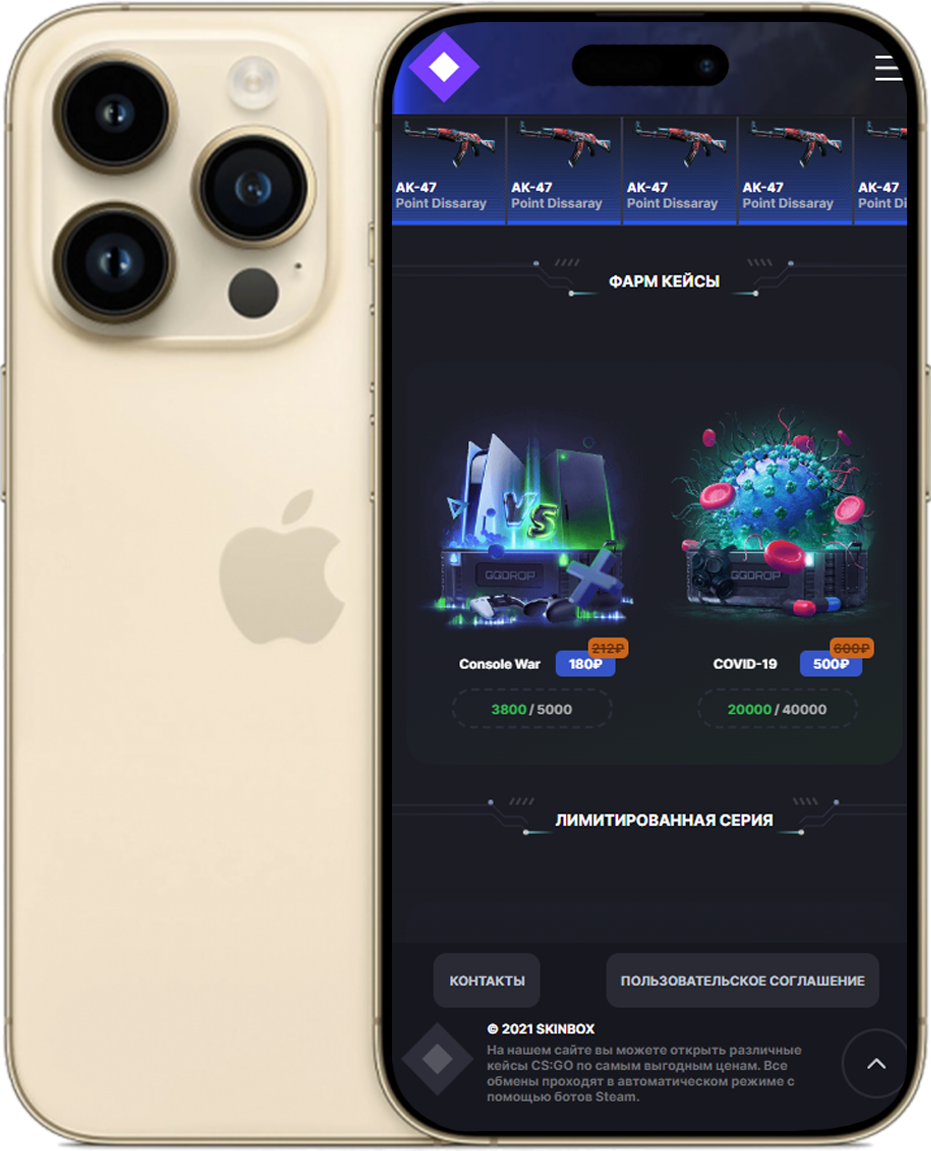 AK-47 AK-47 AK-47 AK-47 AK-47
Point Dissaray Point Dissaray Point Dissaray Point Dissaray Point Di
ФАРМ КЕЙСЫ
VS
GGDROP
GGDROP
212₽
600₽
Console War 180₽
COVID-19 500₽
3800 / 5000
20000 / 40000
ЛИМИТИРОВАННАЯ СЕРИЯ
КОНТАКТЫ
ПОЛЬЗОВАТЕЛЬСКОЕ СОГЛАШЕНИЕ
© 2021 SKINBOX
На нашем сайте вы можете открыть различные
кейсы CS:GO по самым выгодным ценам. Все
обмены проходят в автоматическом режиме с
помощью ботов Steam.